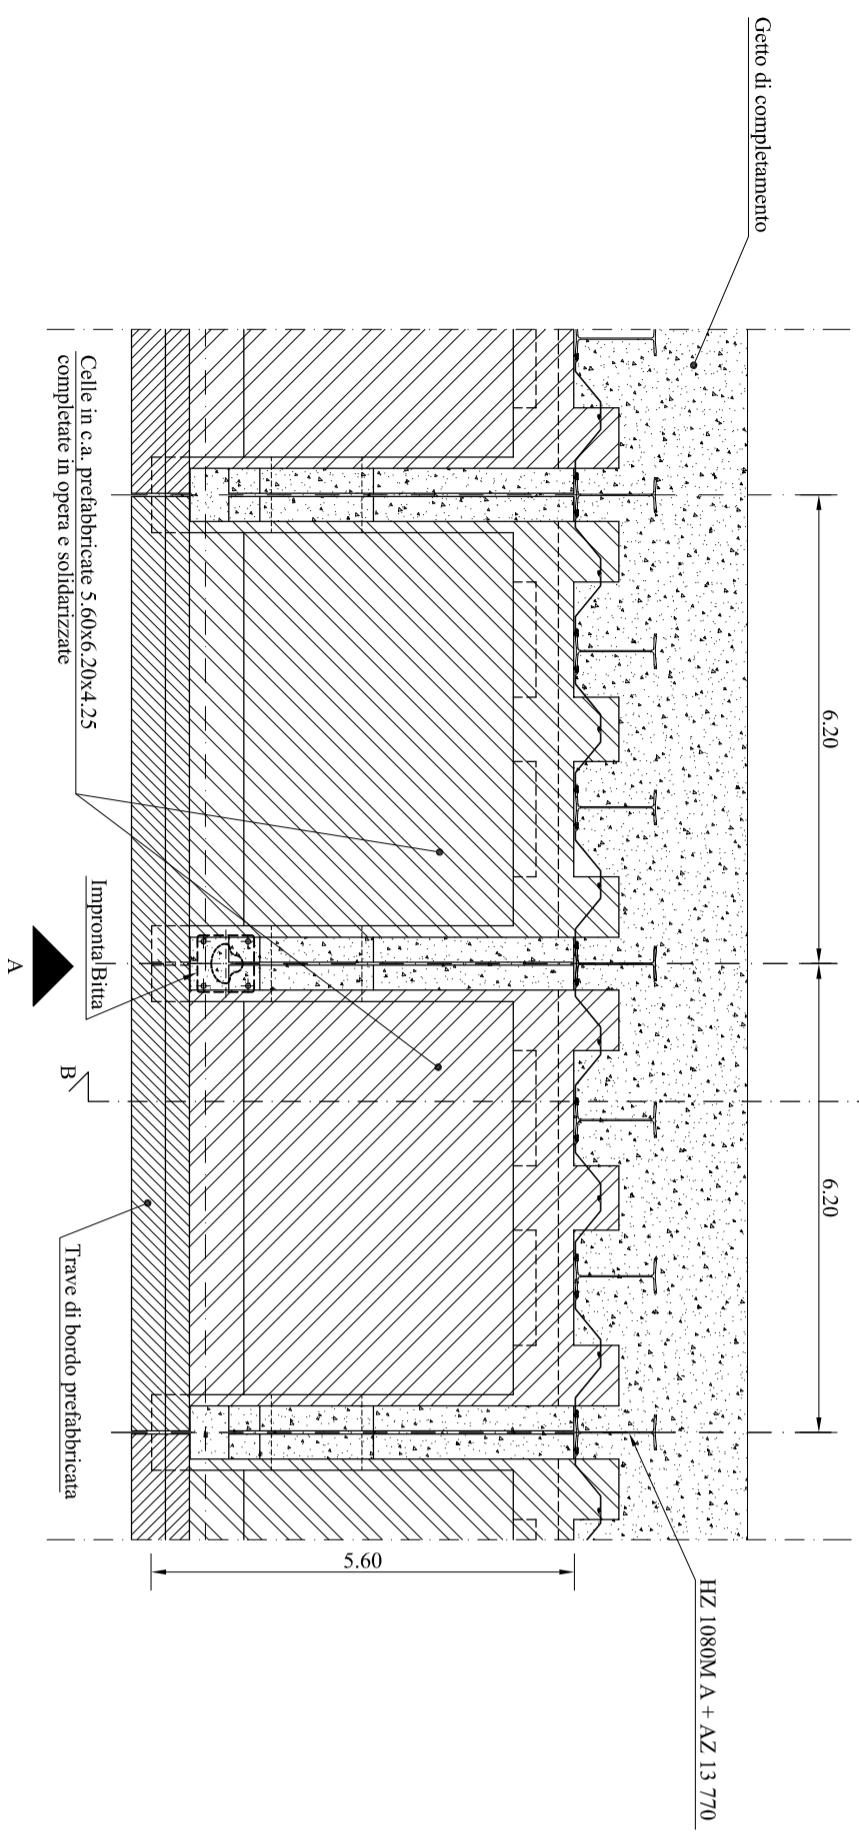 Getto di completamento
6.20
6.20
HZ 1080M A + AZ 13 770
5.60
Celle in c.a. prefabbricate 5.60x6.20x4.25
completate in opera e solidarizzate
Impronta Bitta
A
B
Trave di bordo prefabbricata